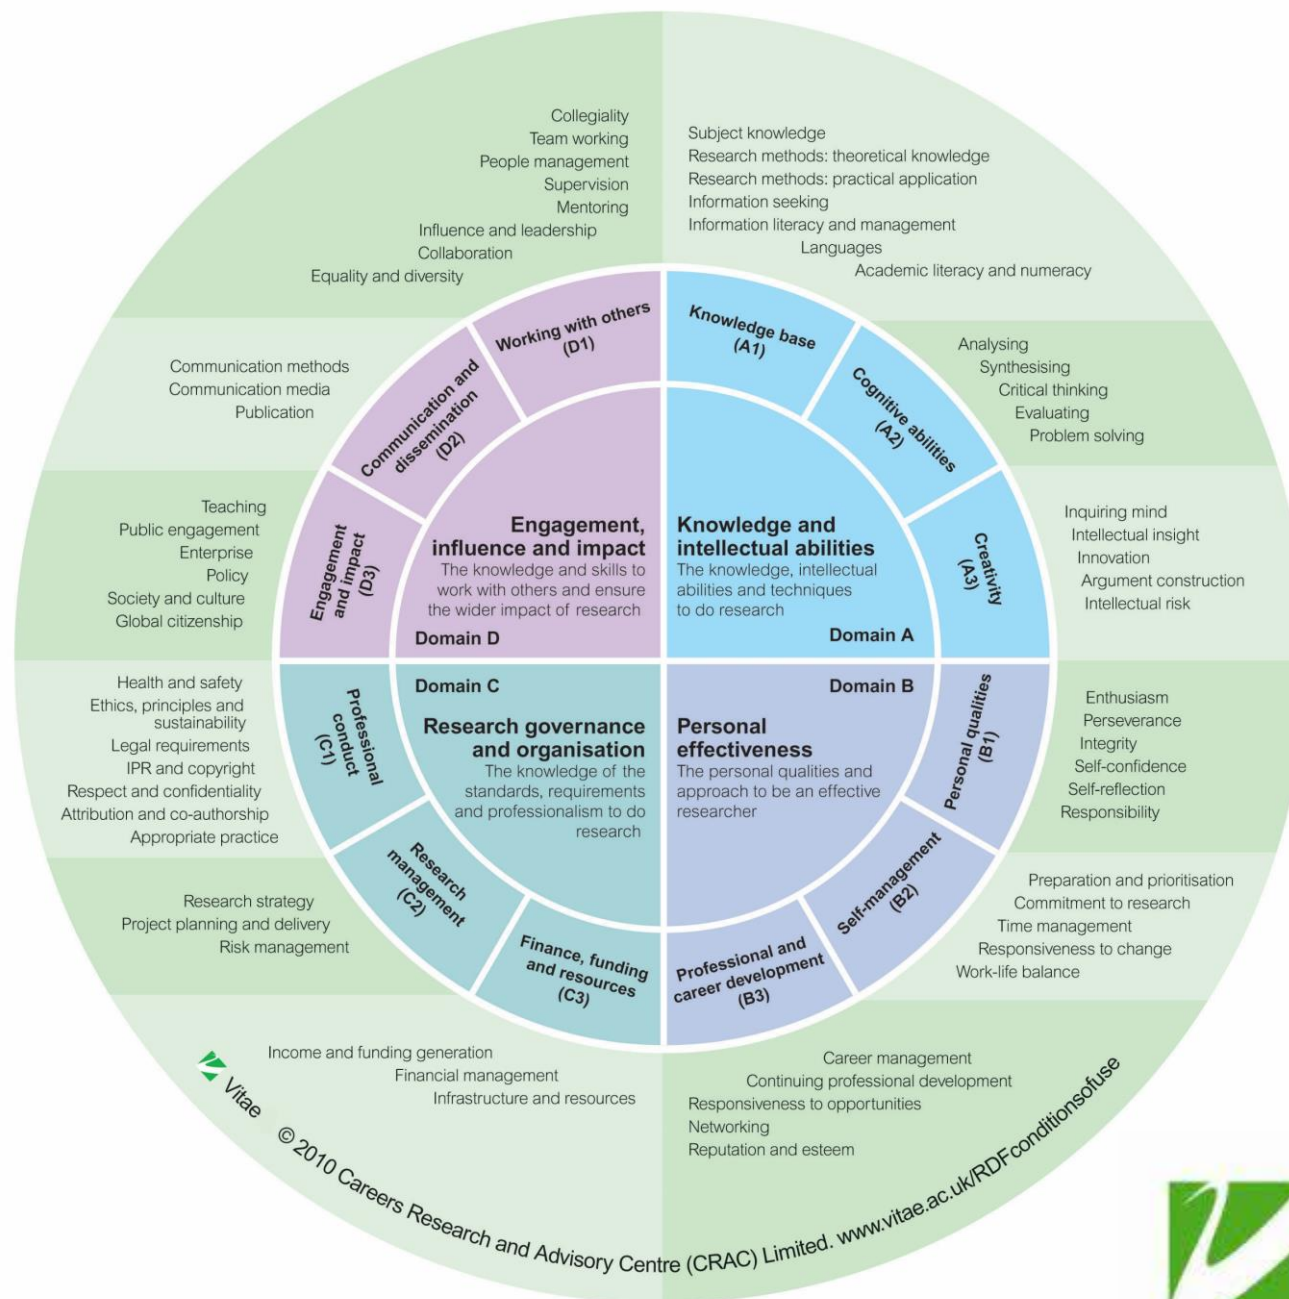 Collegiality
Team working
People management
Supervision
Mentoring
Influence and leadership
Collaboration
Equality and diversity
Subject knowledge
Research methods: theoretical knowledge
Research methods: practical application
Information seeking
Information literacy and management
Languages
Academic literacy and numeracy
Communication methods
Communication media
Publication
Analysing
Synthesising
Critical thinking
Evaluating
Problem solving
Teaching
Public engagement
Enterprise
Policy
Society and culture
Global citizenship
Inquiring mind
Intellectual insight
Innovation
Argument construction
Intellectual risk
Working with others
(D1)
Knowledge base
(A1)
Communication and
dissemination
(D2)
Cognitive abilities
(A2)
Engagement
and impact
(D3)
Creativity
(A3)
Engagement,
influence and impact
The knowledge and skills to
work with others and ensure
the wider impact of research
Domain D
Knowledge and
intellectual abilities
The knowledge, intellectual
abilities and techniques
to do research
Domain A
Domain C
Research governance
and organisation
The knowledge of the
standards, requirements
and professionalism to do
research
Domain B
Personal
effectiveness
The personal qualities and
approach to be an effective
researcher
Professional
conduct
(C1)
Personal qualities
(B1)
Research
management
(C2)
Self-management
(B2)
Finance, funding
and resources
(C3)
Professional and
career development
(B3)
Health and safety
Ethics, principles and
sustainability
Legal requirements
IPR and copyright
Respect and confidentiality
Attribution and co-authorship
Appropriate practice
Enthusiasm
Perseverance
Integrity
Self-confidence
Self-reflection
Responsibility
Research strategy
Project planning and delivery
Risk management
Preparation and prioritisation
Commitment to research
Time management
Responsiveness to change
Work-life balance
Income and funding generation
Financial management
Infrastructure and resources
Career management
Continuing professional development
Responsiveness to opportunities
Networking
Reputation and esteem
Vitae © 2010 Careers Research and Advisory Centre (CRAC) Limited. www.vitae.ac.uk/RDFconditionsofuse